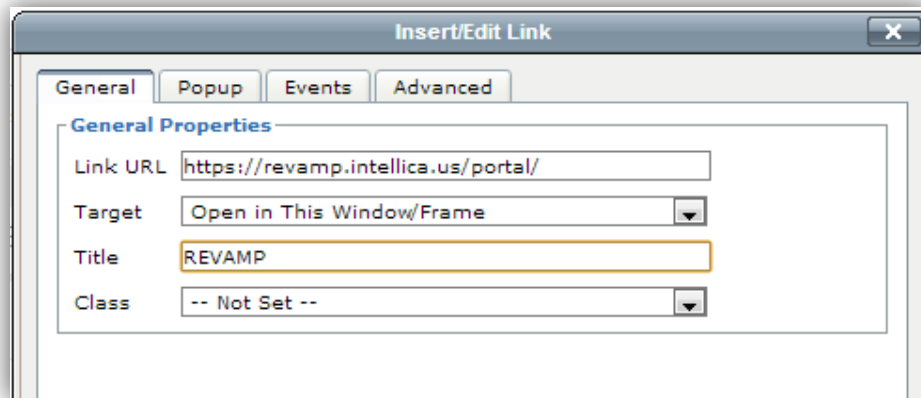 Insert/Edit Link
General Popup Events Advanced
General Properties
Link URL https://revamp.intellica.us/portal/
Target Open in This Window/Frame
Title REVAMP
Class -- Not Set --